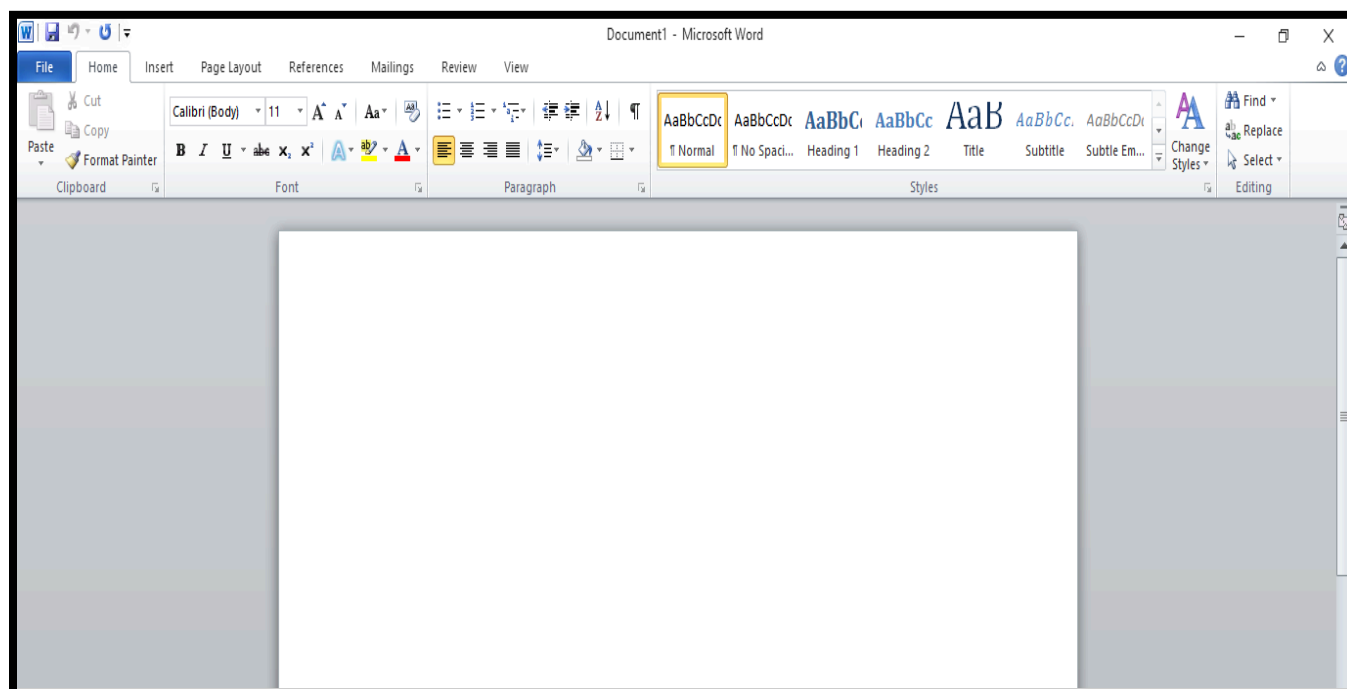 Document1 - Microsoft Word
File Home Insert Page Layout References Mailings Review View
Paste
Cut
Copy
Format Painter
Clipboard
Calibri (Body) 11 A A Aa
B I U abc X, X² A ab A
Font
Paragraph
AaBbCcDc AaBbCcDc AaBbC AaBbCc AaB AaBbCc. AaBbCcDc
¶ Normal ¶ No Spaci... Heading 1 Heading 2 Title Subtitle Subtle Em...
Change
Styles
Styles
Find
Replace
Select
Editing